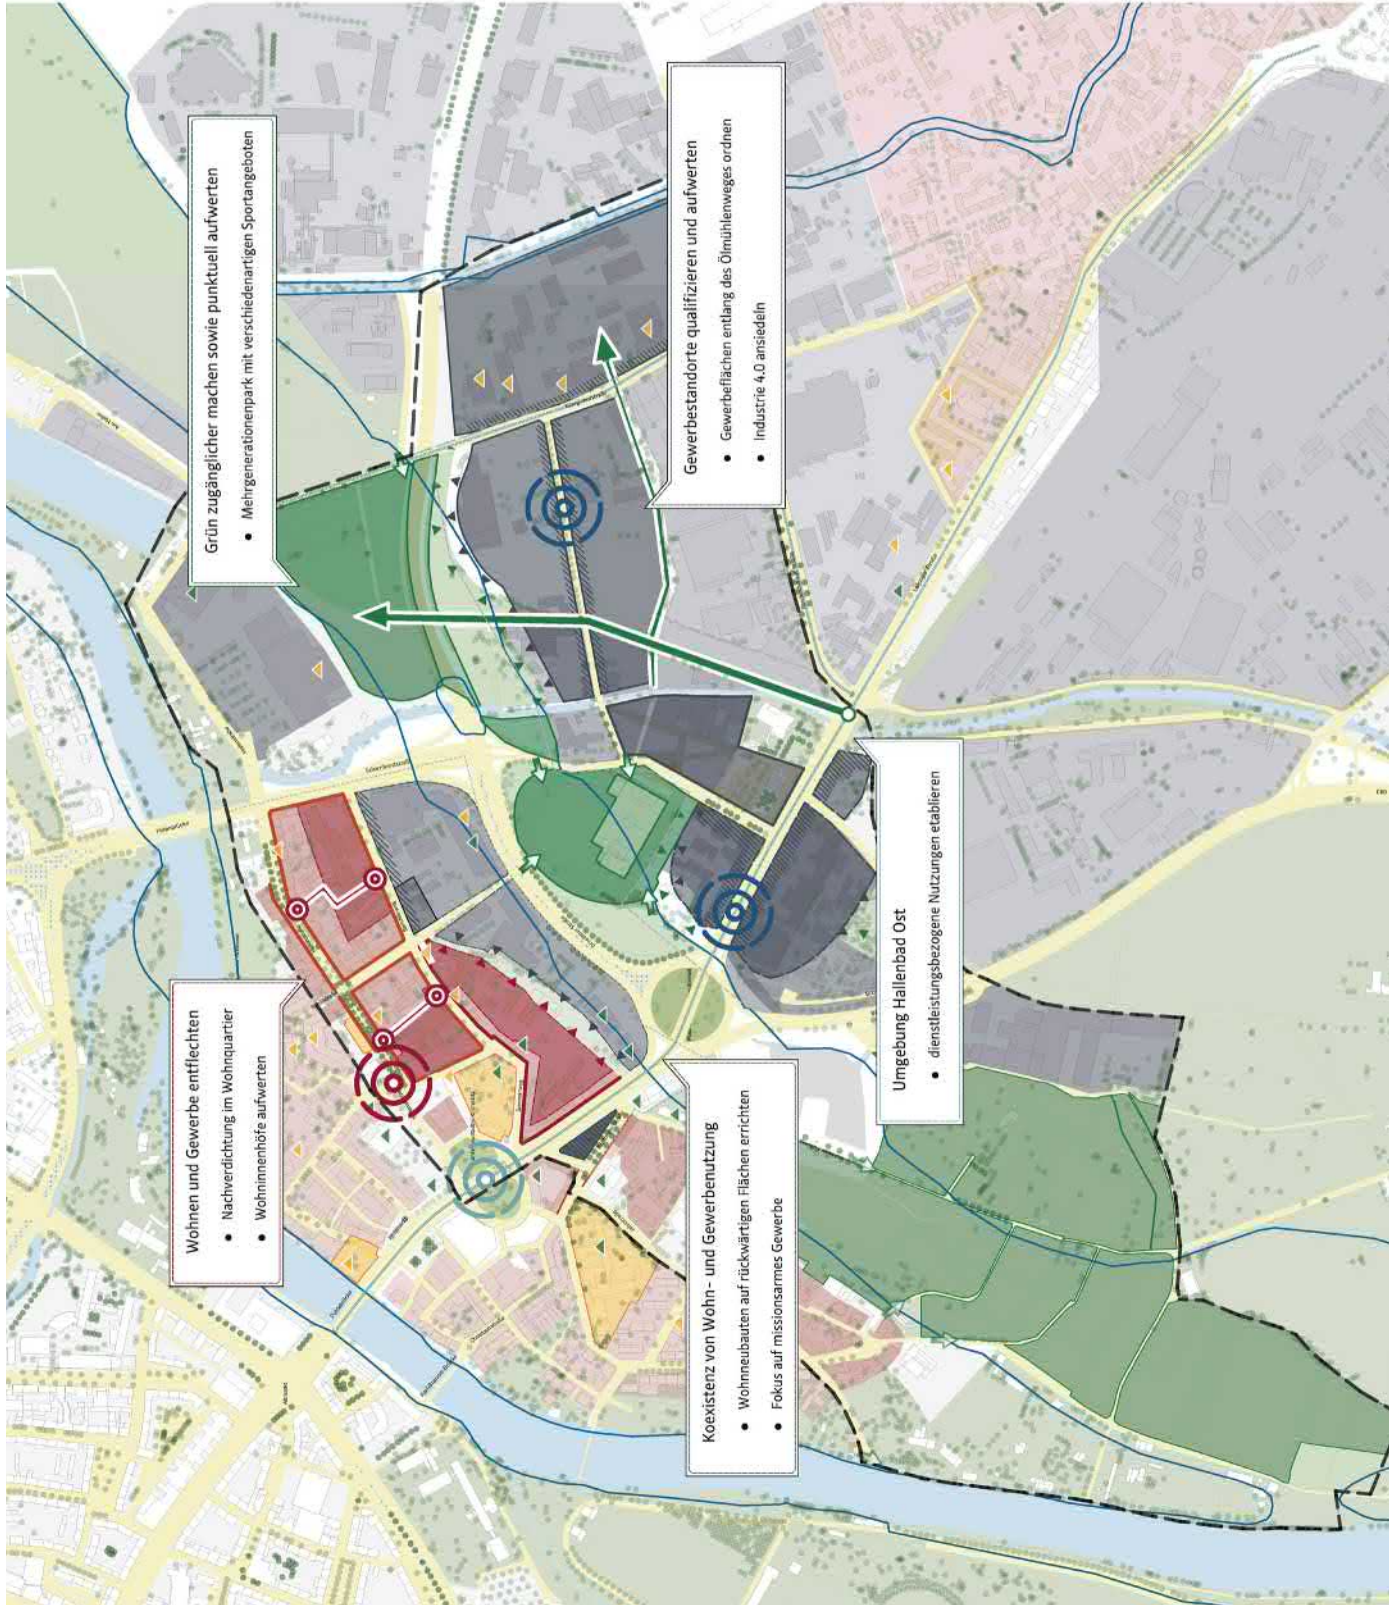 Grün zugänglicher machen sowie punktuell aufwerten
• Mehrgenerationenpark mit verschiedenartigen Sportangeboten
Gewerbestandorte qualifizieren und aufwerten
• Gewerbeflächen entlang des Ölmühlenweges ordnen
• Industrie 4.0 ansiedeln
Wohnen und Gewerbe entflechten
• Nachverdichtung im Wohnquartier
• Wohninnenhöfe aufwerten
Koexistenz von Wohn- und Gewerbenutzung
• Wohnneubauten auf rückwärtigen Flächen errichten
• Fokus auf missionsarmes Gewerbe
Umgebung Hallenbad Ost
• dienstleistungsbezogene Nutzungen etablieren